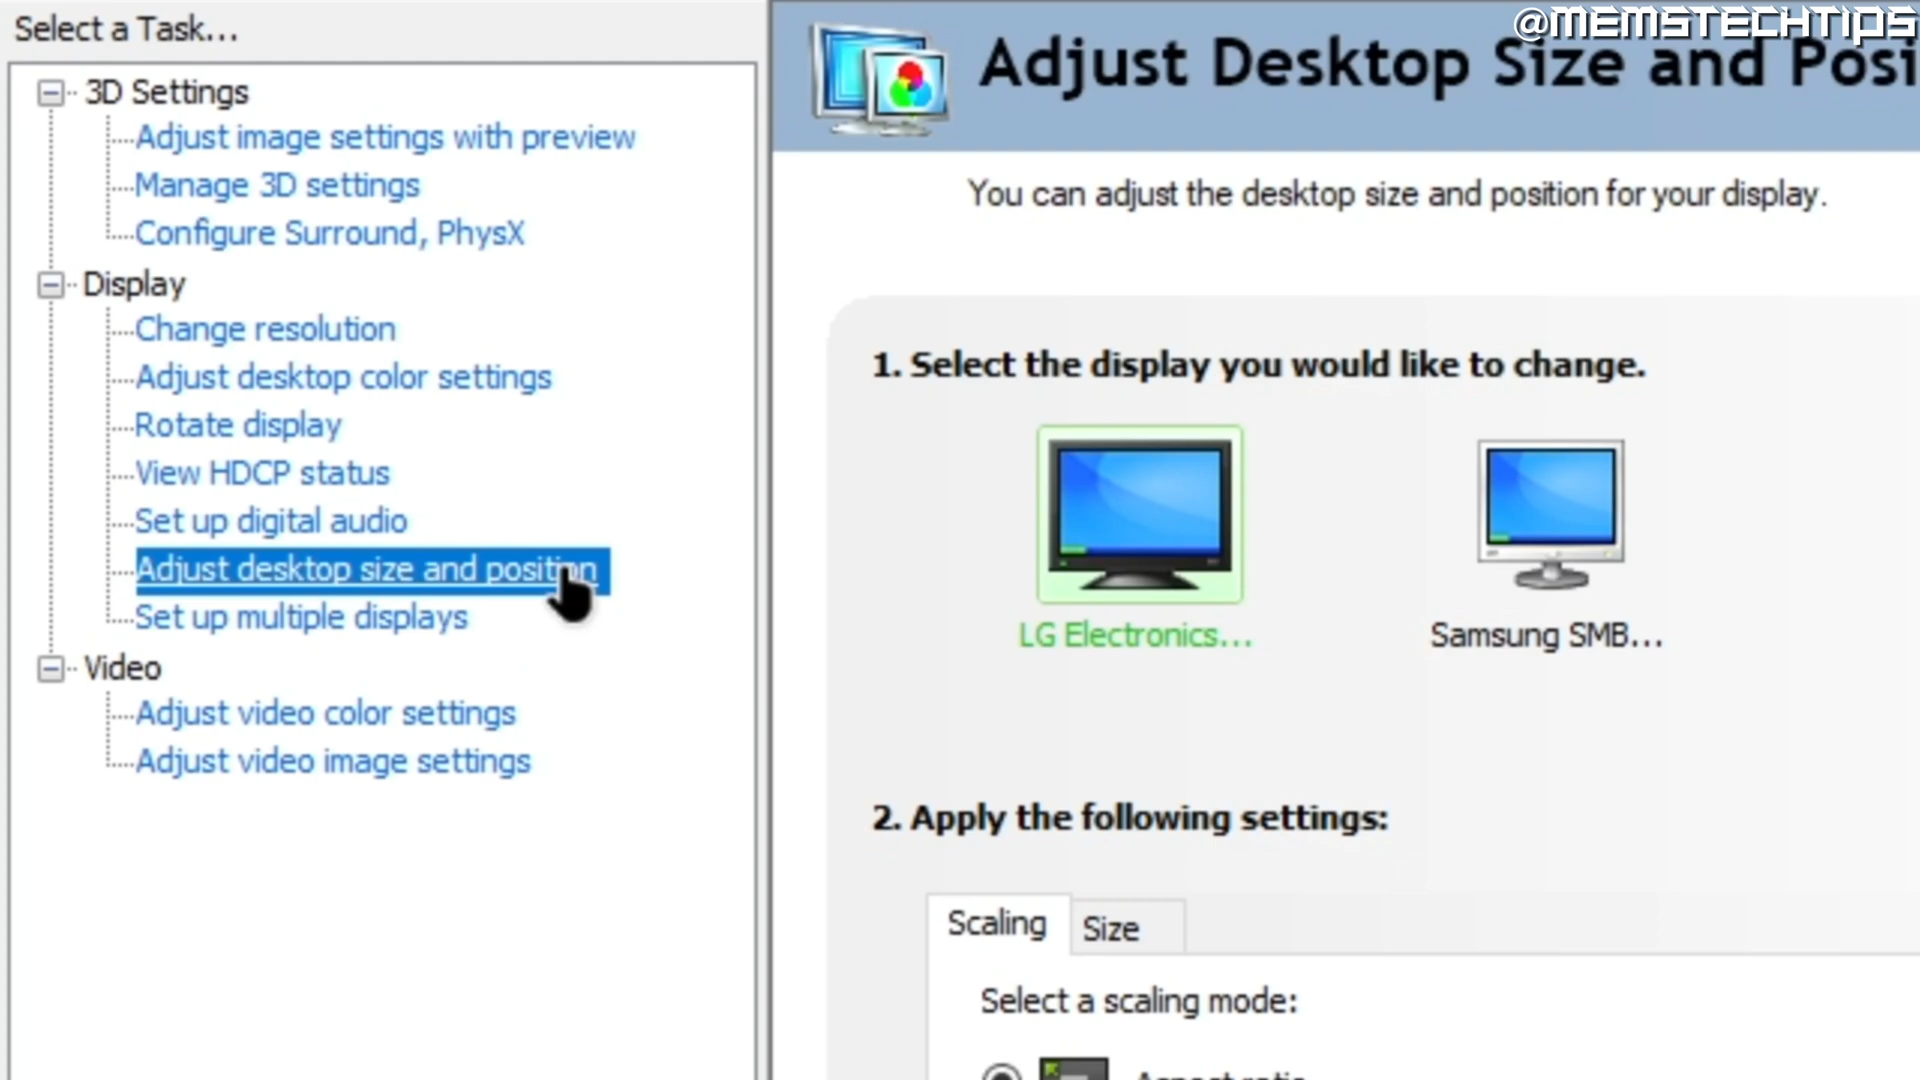 Select a Task...
3D Settings
Adjust image settings with preview
Manage 3D settings
Configure Surround, PhysX
Display
Change resolution
Adjust desktop color settings
Rotate display
View HDCP status
Set up digital audio
Adjust desktop size and position
Set up multiple displays
Video
Adjust video color settings
Adjust video image settings
@MEMSTECHTIPS
Adjust Desktop Size and Posi
You can adjust the desktop size and position for your display.
1. Select the display you would like to change.
LG Electronics...
Samsung SMB...
2. Apply the following settings:
Scaling
Size
Select a scaling mode:
Aspect ratio